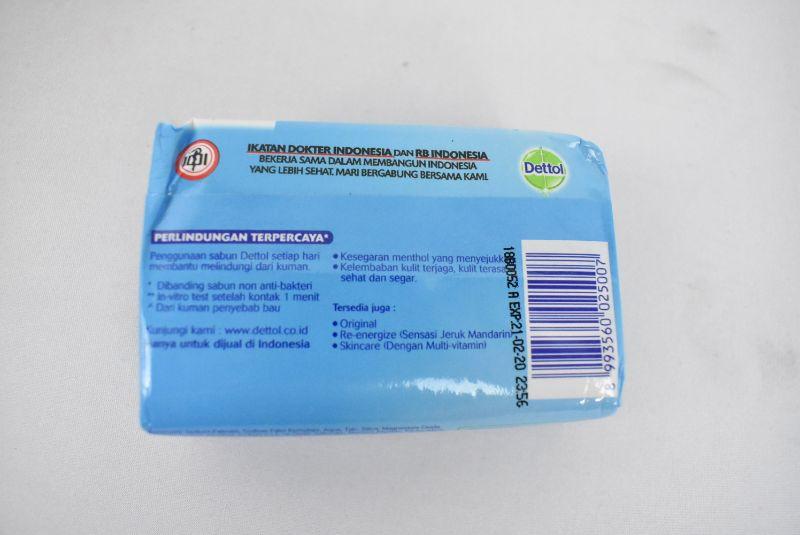 IDI
IKATAN DOKTER INDONESIA DAN RB INDONESIA
BEKERJA SAMA DALAM MEMBANGUN INDONESIA
YANG LEBIH SEHAT. MARI BERGABUNG BERSAMA KAMI.
Dettol
PERLINDUNGAN TERPERCAYA*
Penggunaan sabun Dettol setiap hari
membantu melindungi dari kuman.
* Dibanding sabun non anti-bakteri
** in-vitro test setelah kontak 1 menit
Dari kuman penyebab bau
Kunjungi kami : www.dettol.co.id
Hanya untuk dijual di Indonesia
• Kesegaran menthol yang menyejukk
• Kelembaban kulit terjaga, kulit terasa
sehat dan segar.
Tersedia juga :
• Original
• Re-energize (Sensasi Jeruk Mandarin)
• Skincare (Dengan Multi-vitamin)
A EXP.21-02-20 23:56
8 993560 025007